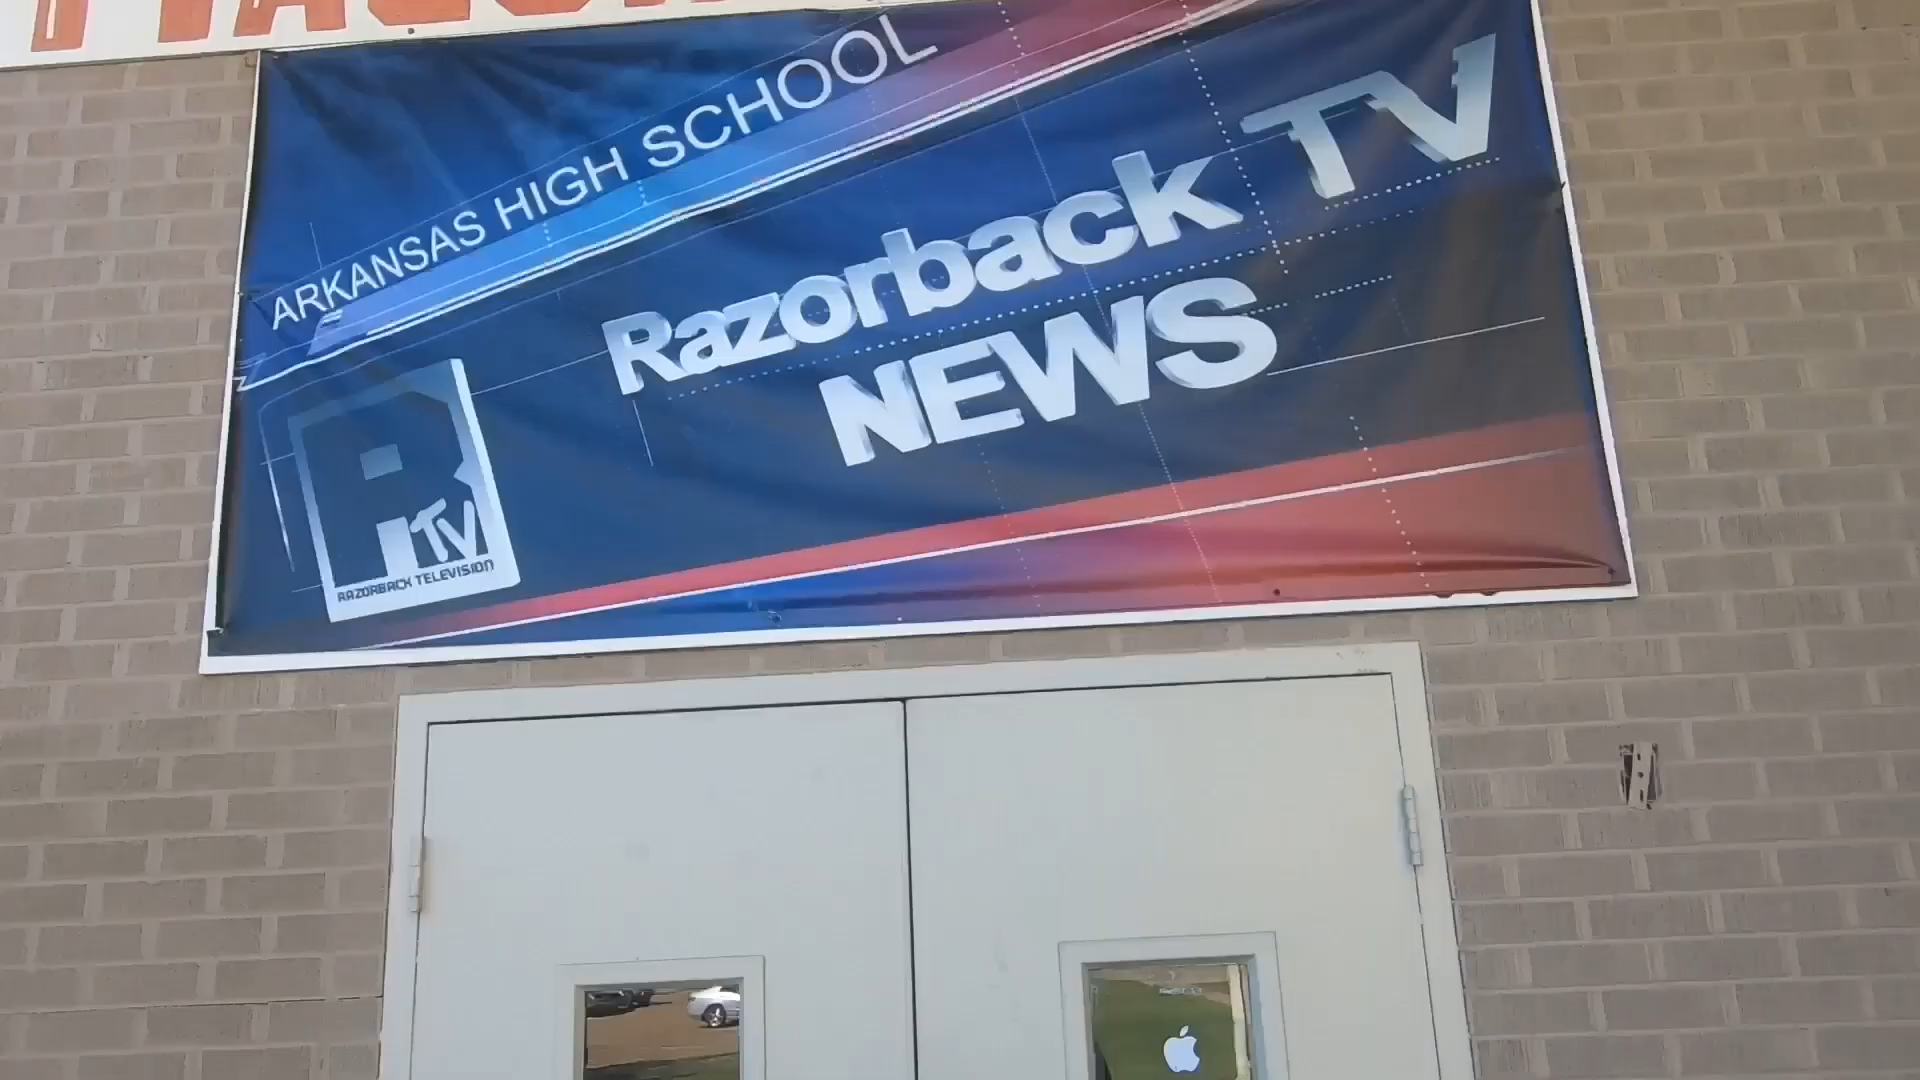 ARKANSAS HIGH SCHOOL
Razorback TV
NEWS
R
TV
RAZORBACK TELEVISION